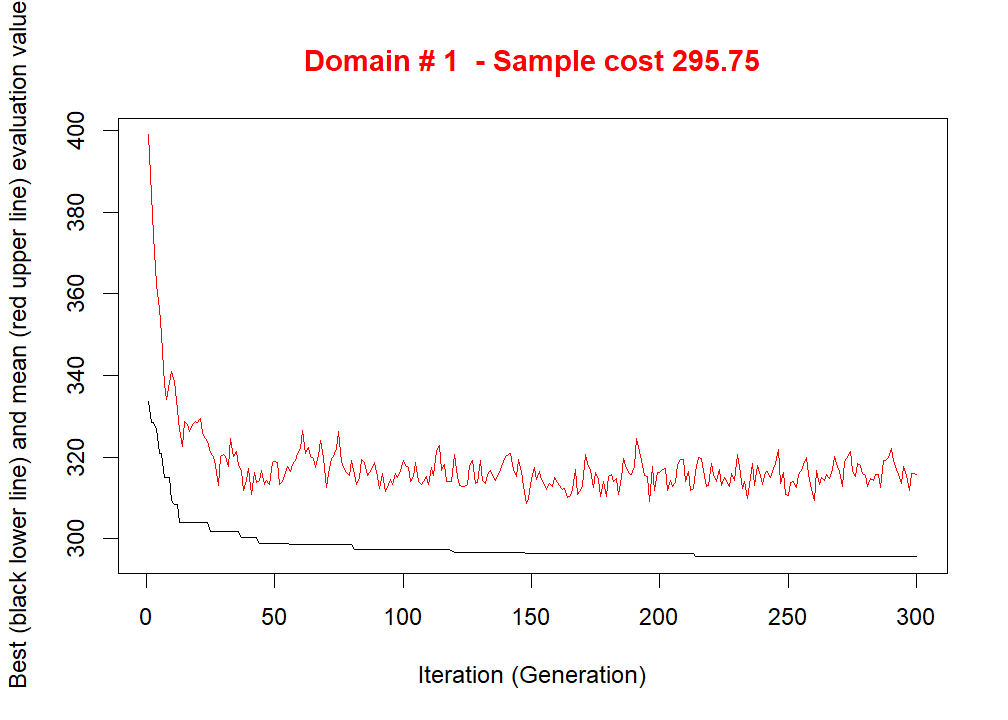 Domain # 1 - Sample cost 295.75
Best (black lower line) and mean (red upper line) evaluation value
400
380
360
340
320
300
0 50 100 150 200 250 300
Iteration (Generation)